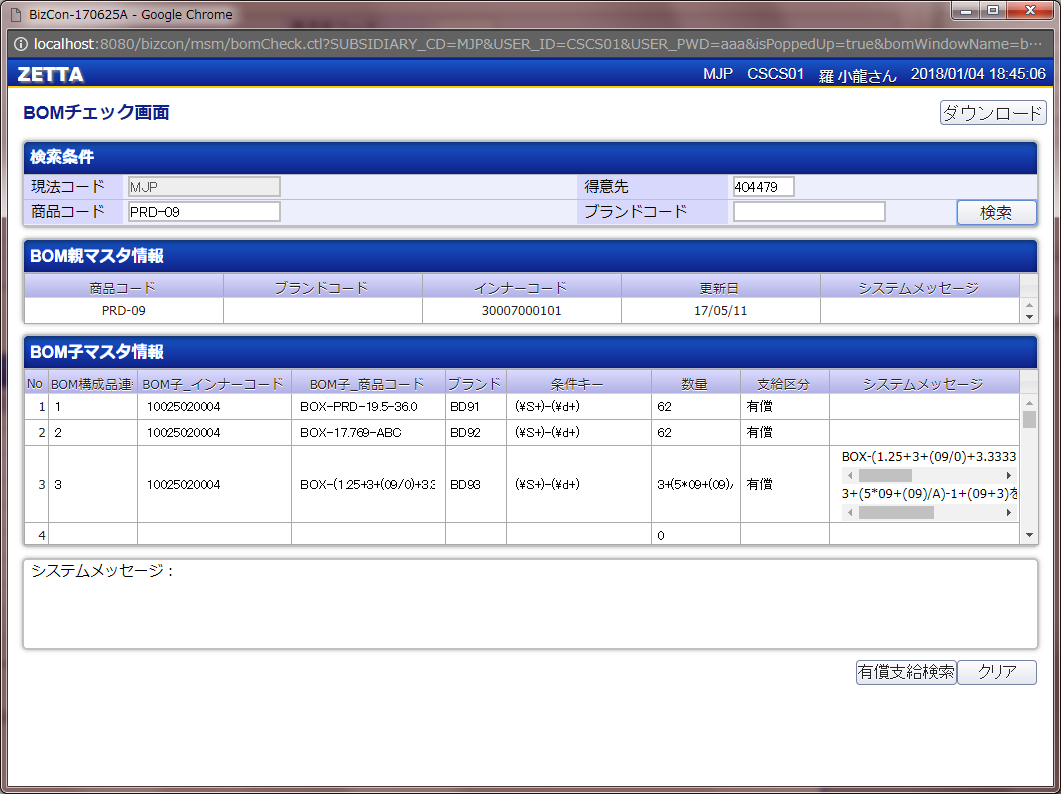 BizCon-170625A - Google Chrome
localhost:8080/bizcon/msm/bomCheck.ctl?SUBSIDIARY_CD=MJP&USER_ID=CSCS01&USER_PWD=aaa&isPoppedUp=true&bomWindowName=b…
ZETTA MJP CSCS01 羅 小龍さん 2018/01/04 18:45:06
BOMチェック画面 ダウンロード
検索条件
現法コード MJP 得意先 404479
商品コード PRD-09 ブランドコード 検索
BOM親マスタ情報
商品コード ブランドコード インナーコード 更新日 システムメッセージ
PRD-09 30007000101 17/05/11
BOM子マスタ情報
No BOM構成品連 BOM子_インナーコード BOM子_商品コード ブランド 条件キー 数量 支給区分 システムメッセージ
1 1 10025020004 BOX-PRD-19.5-36.0 BD91 (¥S+)-(¥d+) 62 有償
2 2 10025020004 BOX-17.769-ABC BD92 (¥S+)-(¥d+) 62 有償
BOX-(1.25+3+(09/0)+3.3333
3 3 10025020004 BOX-(1.25+3+(09/0)+3.3 BD93 (¥S+)-(¥d+) 3+(5*09+(09)/ 有償
3+(5*09+(09)/A)-1+(09+3)を
4 0
システムメッセージ：
有償支給検索 クリア